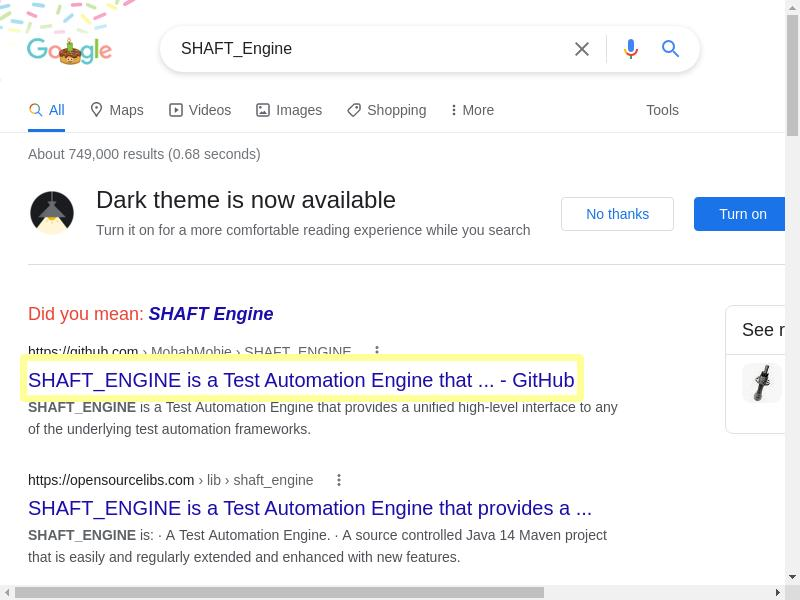 Google
SHAFT_Engine
All Maps Videos Images Shopping More Tools
About 749,000 results (0.68 seconds)
Dark theme is now available
Turn it on for a more comfortable reading experience while you search
No thanks
Turn on
Did you mean: SHAFT Engine
https://github.com › MohabMohie › SHAFT_ENGINE
SHAFT_ENGINE is a Test Automation Engine that ... - GitHub
SHAFT_ENGINE is a Test Automation Engine that provides a unified high-level interface to any
of the underlying test automation frameworks.
See r
https://opensourcelibs.com › lib › shaft_engine
SHAFT_ENGINE is a Test Automation Engine that provides a ...
SHAFT_ENGINE is: · A Test Automation Engine. · A source controlled Java 14 Maven project
that is easily and regularly extended and enhanced with new features.